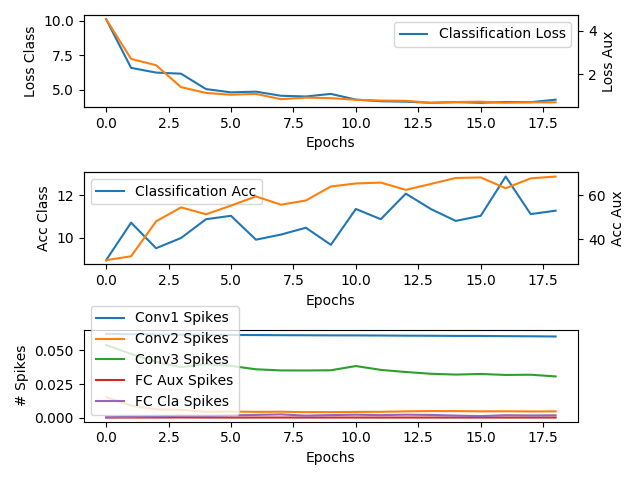 Loss Class
10.0
7.5
5.0
Classification Loss
4
2
Loss Aux
0.0 2.5 5.0 7.5 10.0 12.5 15.0 17.5
Epochs
Acc Class
12
10
Classification Acc
60
40
Acc Aux
0.0 2.5 5.0 7.5 10.0 12.5 15.0 17.5
Epochs
# Spikes
0.050
0.025
0.000
Conv1 Spikes
Conv2 Spikes
Conv3 Spikes
FC Aux Spikes
FC Cla Spikes
0.0 2.5 5.0 7.5 10.0 12.5 15.0 17.5
Epochs